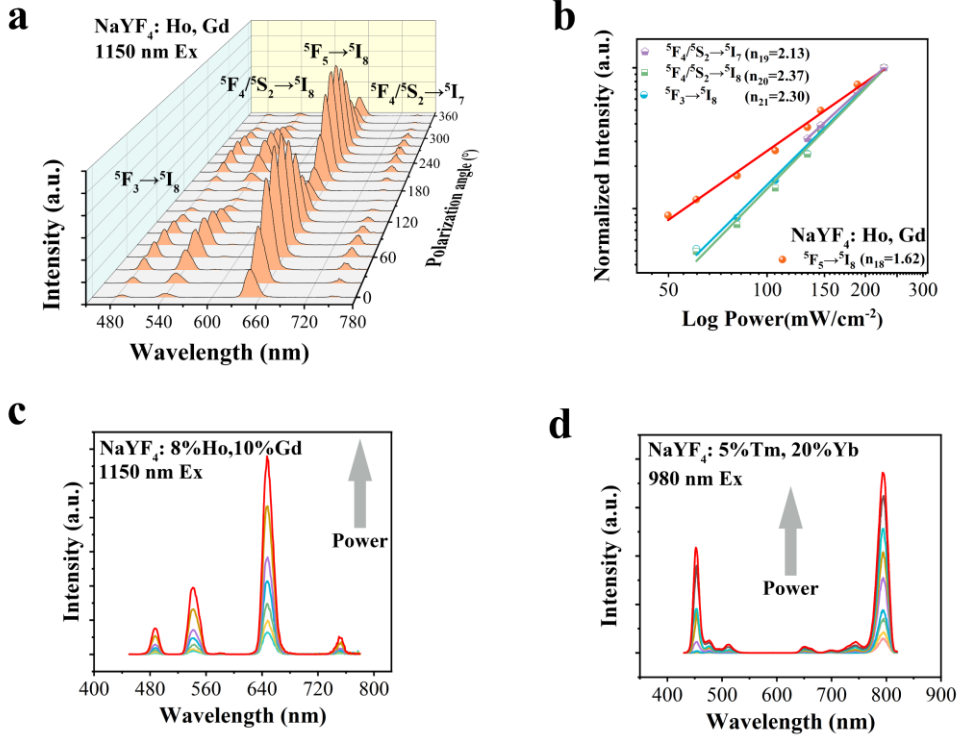 a
NaYF₄: Ho, Gd
1150 nm Ex
⁵F₅→⁵I₈
⁵F₄/⁵S₂→⁵I₈
⁵F₄/⁵S₂→⁵I₇
⁵F₃→⁵I₈
Intensity (a.u.)
360
300
240
180
120
60
0
Polarization angle (°)
480 540 600 660 720 780
Wavelength (nm)
b
⁵F₄/⁵S₂→⁵I₇ (n₁₉=2.13)
⁵F₄/⁵S₂→⁵I₈ (n₂₀=2.37)
⁵F₃→⁵I₈ (n₂₁=2.30)
Normalized Intensity (a.u.)
NaYF₄: Ho, Gd
⁵F₅→⁵I₈ (n₁₈=1.62)
50 100 150 200 300
Log Power(mW/cm⁻²)
c
NaYF₄: 8%Ho,10%Gd
1150 nm Ex
Power
Intensity (a.u.)
400 480 560 640 720 800
Wavelength (nm)
d
NaYF₄: 5%Tm, 20%Yb
980 nm Ex
Power
Intensity (a.u.)
400 500 600 700 800 900
Wavelength (nm)